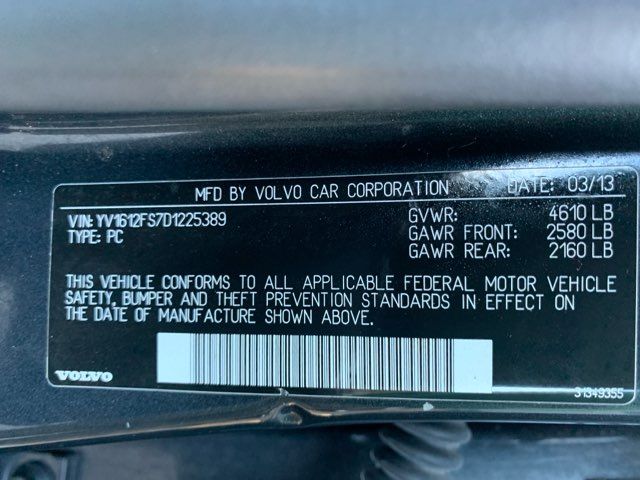 MFD BY VOLVO CAR CORPORATION DATE: 03/13
VIN: YV1612FS7D1225389 GVWR: 4610 LB
TYPE: PC GAWR FRONT: 2580 LB
GAWR REAR: 2160 LB
THIS VEHICLE CONFORMS TO ALL APPLICABLE FEDERAL MOTOR VEHICLE
SAFETY, BUMPER AND THEFT PREVENTION STANDARDS IN EFFECT ON
THE DATE OF MANUFACTURE SHOWN ABOVE.
VOLVO 31349355